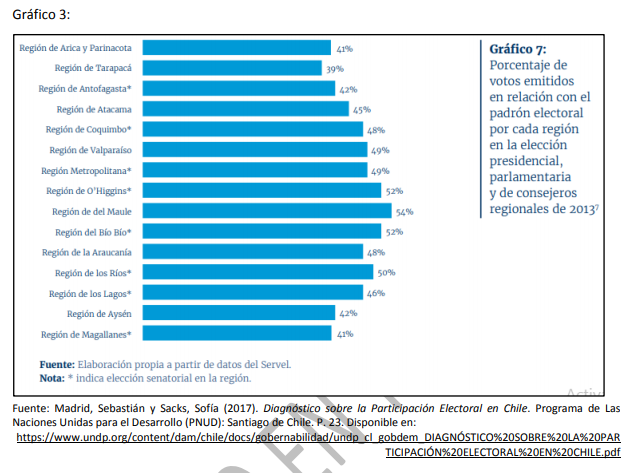 Gráfico 3:
Región de Arica y Parinacota 41%
Región de Tarapacá 39%
Región de Antofagasta* 42%
Región de Atacama 45%
Región de Coquimbo* 48%
Región de Valparaíso 49%
Región Metropolitana* 49%
Región de O'Higgins* 52%
Región de del Maule 54%
Región del Bío Bío* 52%
Región de la Araucanía 48%
Región de los Ríos* 50%
Región de los Lagos* 46%
Región de Aysén 42%
Región de Magallanes* 41%
Gráfico 7:
Porcentaje de
votos emitidos
en relación con el
padrón electoral
por cada región
en la elección
presidencial,
parlamentaria
y de consejeros
regionales de 2013⁷
Fuente: Elaboración propia a partir de datos del Servel.
Nota: * indica elección senatorial en la región.
Fuente: Madrid, Sebastián y Sacks, Sofía (2017). Diagnóstico sobre la Participación Electoral en Chile. Programa de Las
Naciones Unidas para el Desarrollo (PNUD): Santiago de Chile. P. 23. Disponible en:
https://www.undp.org/content/dam/chile/docs/gobernabilidad/undp_cl_gobdem_DIAGNÓSTICO%20SOBRE%20LA%20PAR
TICIPACIÓN%20ELECTORAL%20EN%20CHILE.pdf